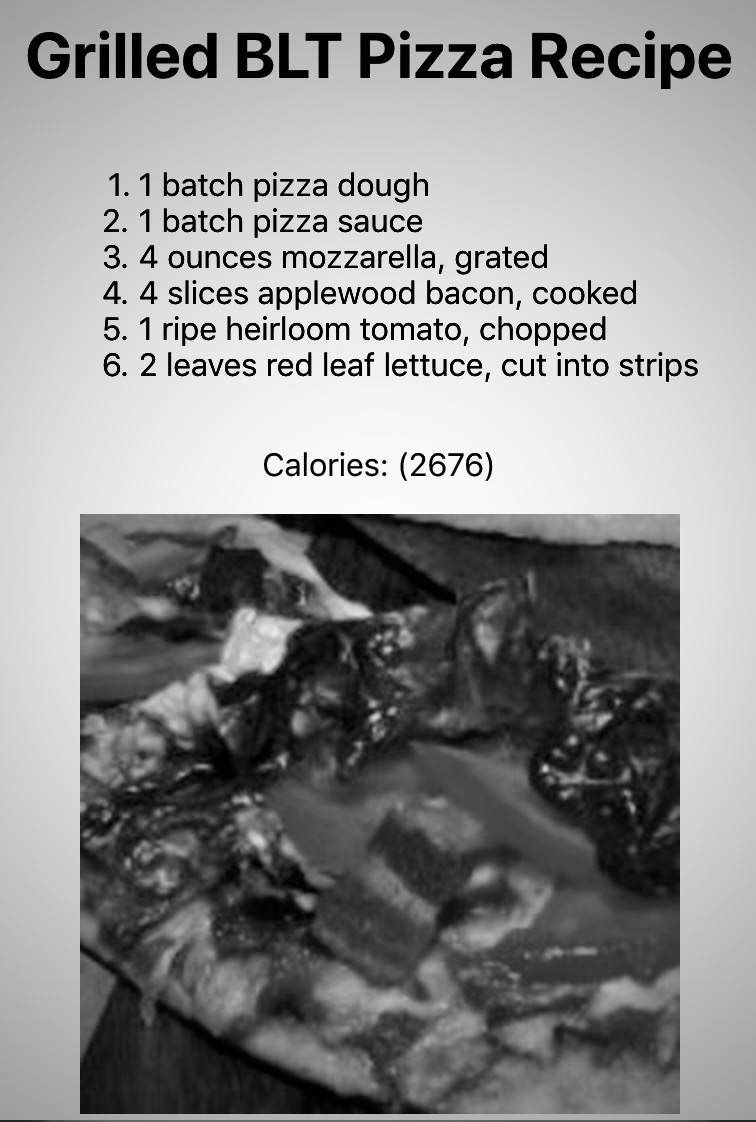 Grilled BLT Pizza Recipe
1. 1 batch pizza dough
2. 1 batch pizza sauce
3. 4 ounces mozzarella, grated
4. 4 slices applewood bacon, cooked
5. 1 ripe heirloom tomato, chopped
6. 2 leaves red leaf lettuce, cut into strips
Calories: (2676)